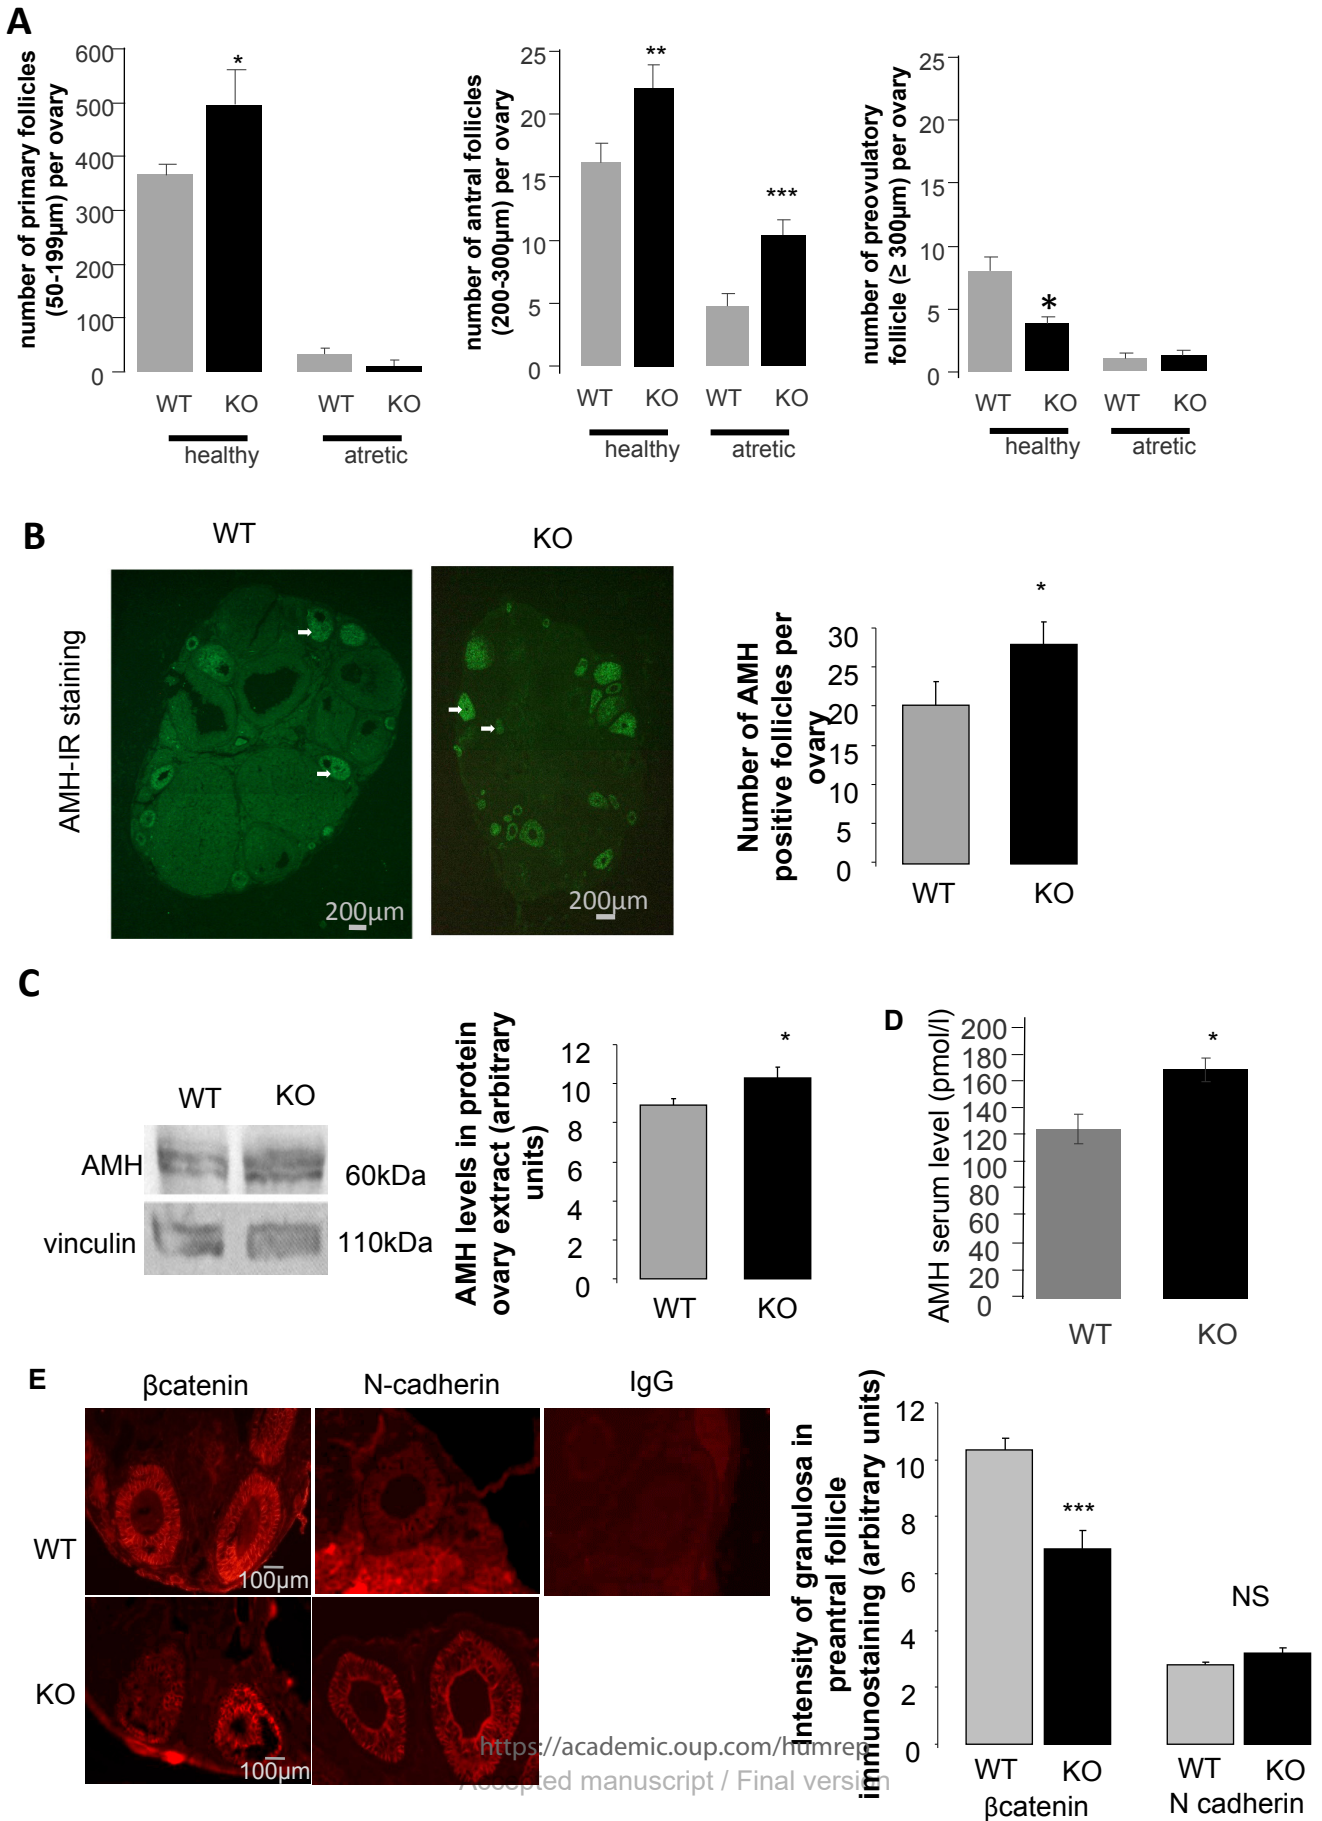 A
number of primary follicles
(50-199µm) per ovary
600
500
400
300
200
100
0
*
WT KO WT KO
healthy atretic
number of antral follicles
(200-300µm) per ovary
25
20
15
10
5
0
**
***
WT KO WT KO
healthy atretic
number of preovulatory
follicle (≥ 300µm) per ovary
25
20
15
10
5
0
*
WT KO WT KO
healthy atretic
B
WT
KO
AMH-IR staining
200µm
200µm
Number of AMH
positive follicles per
ovary
30
25
20
15
10
5
0
*
WT KO
C
WT KO
AMH
60kDa
vinculin
110kDa
AMH levels in protein
ovary extract (arbitrary
units)
12
10
8
6
4
2
0
*
WT KO
D
AMH serum level (pmol/l)
200
180
160
140
120
100
80
60
40
20
0
*
WT KO
E
βcatenin
N-cadherin
IgG
WT
KO
100µm
100µm
Intensity of granulosa in
preantral follicle
immunostaining (arbitrary units)
12
10
8
6
4
2
0
***
NS
WT KO WT KO
βcatenin N cadherin
https://academic.oup.com/humrep
Accepted manuscript / Final version